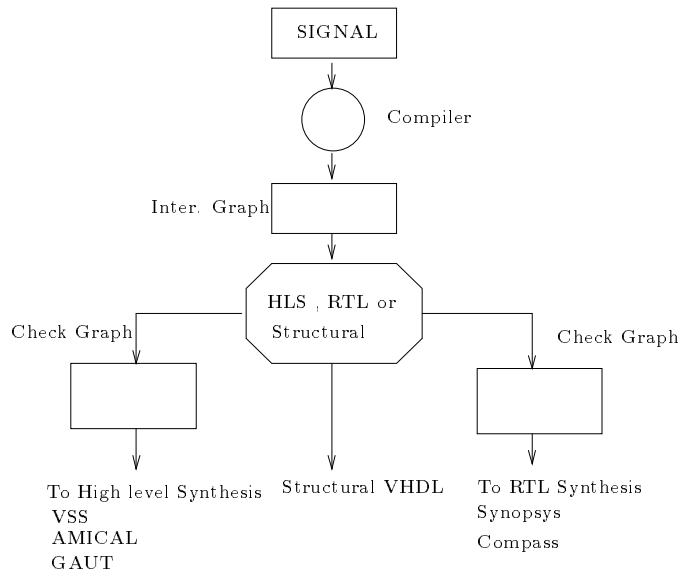 SIGNAL
Compiler
Inter. Graph
HLS , RTL or
Structural
Check Graph
Check Graph
To High level Synthesis
VSS
AMICAL
GAUT
Structural VHDL
To RTL Synthesis
Synopsys
Compass